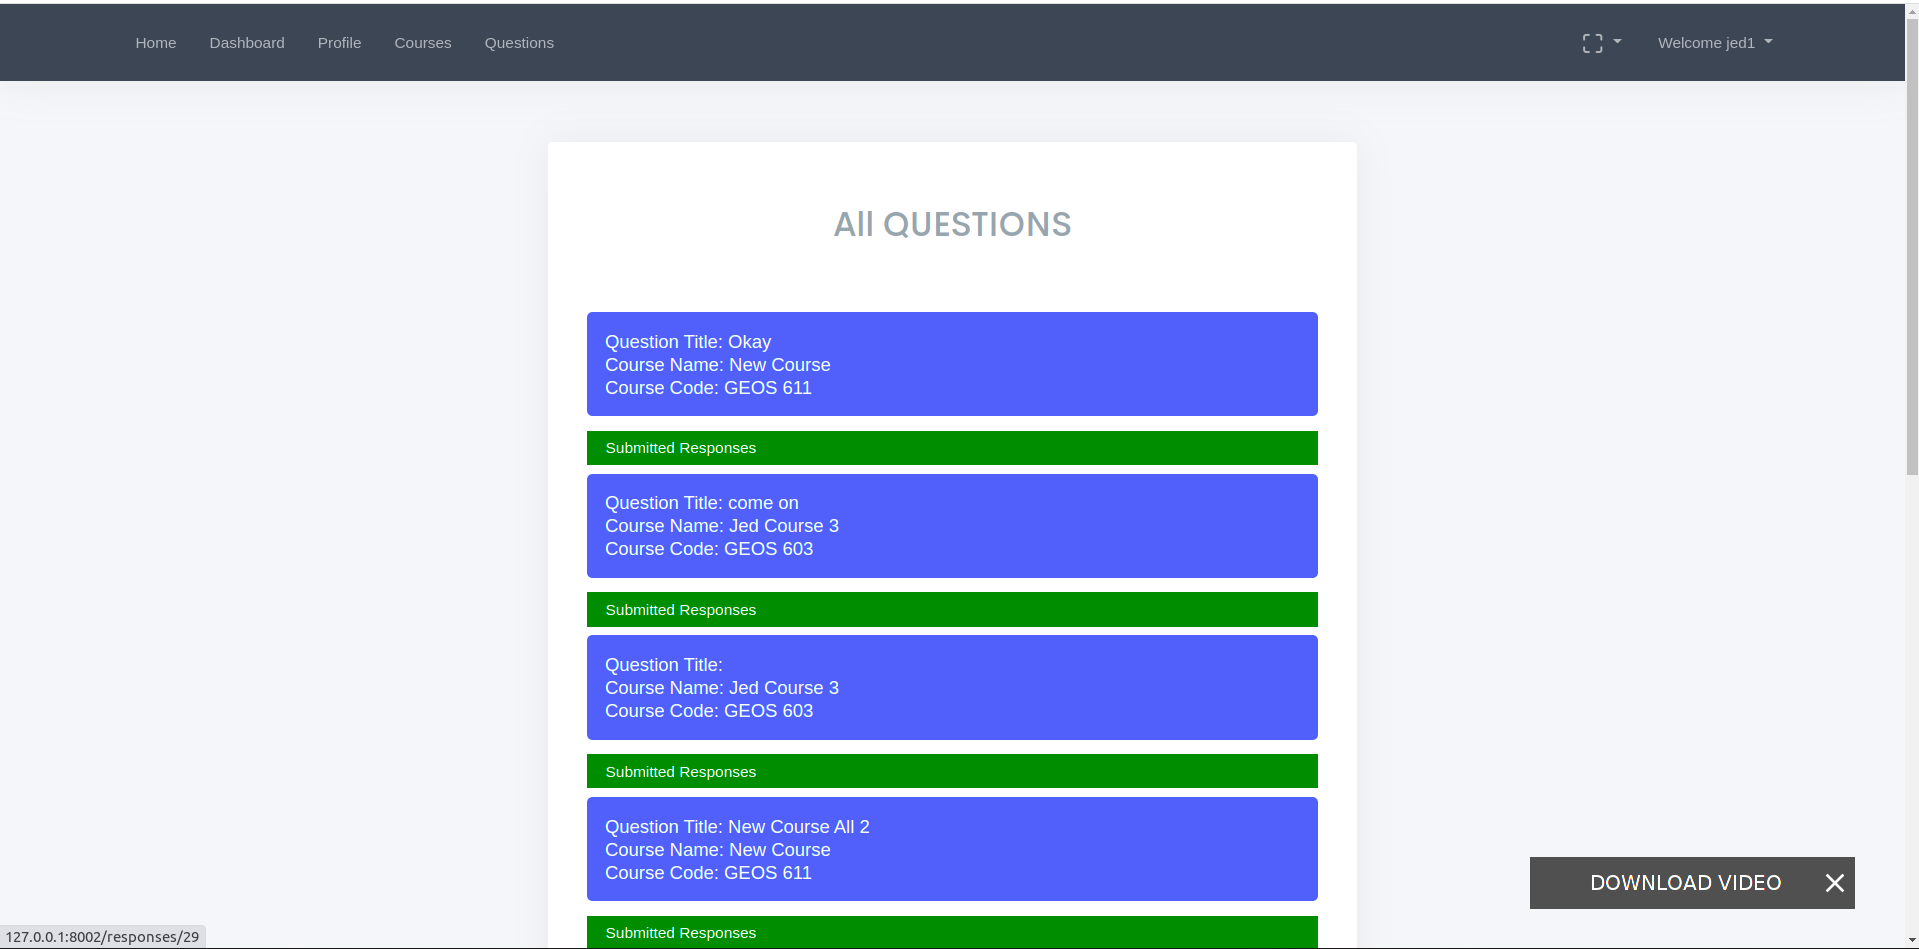 Home Dashboard Profile Courses Questions Welcome jed1
All QUESTIONS
Question Title: Okay
Course Name: New Course
Course Code: GEOS 611
Submitted Responses
Question Title: come on
Course Name: Jed Course 3
Course Code: GEOS 603
Submitted Responses
Question Title:
Course Name: Jed Course 3
Course Code: GEOS 603
Submitted Responses
Question Title: New Course All 2
Course Name: New Course
Course Code: GEOS 611
Submitted Responses
DOWNLOAD VIDEO
127.0.0.1:8002/responses/29